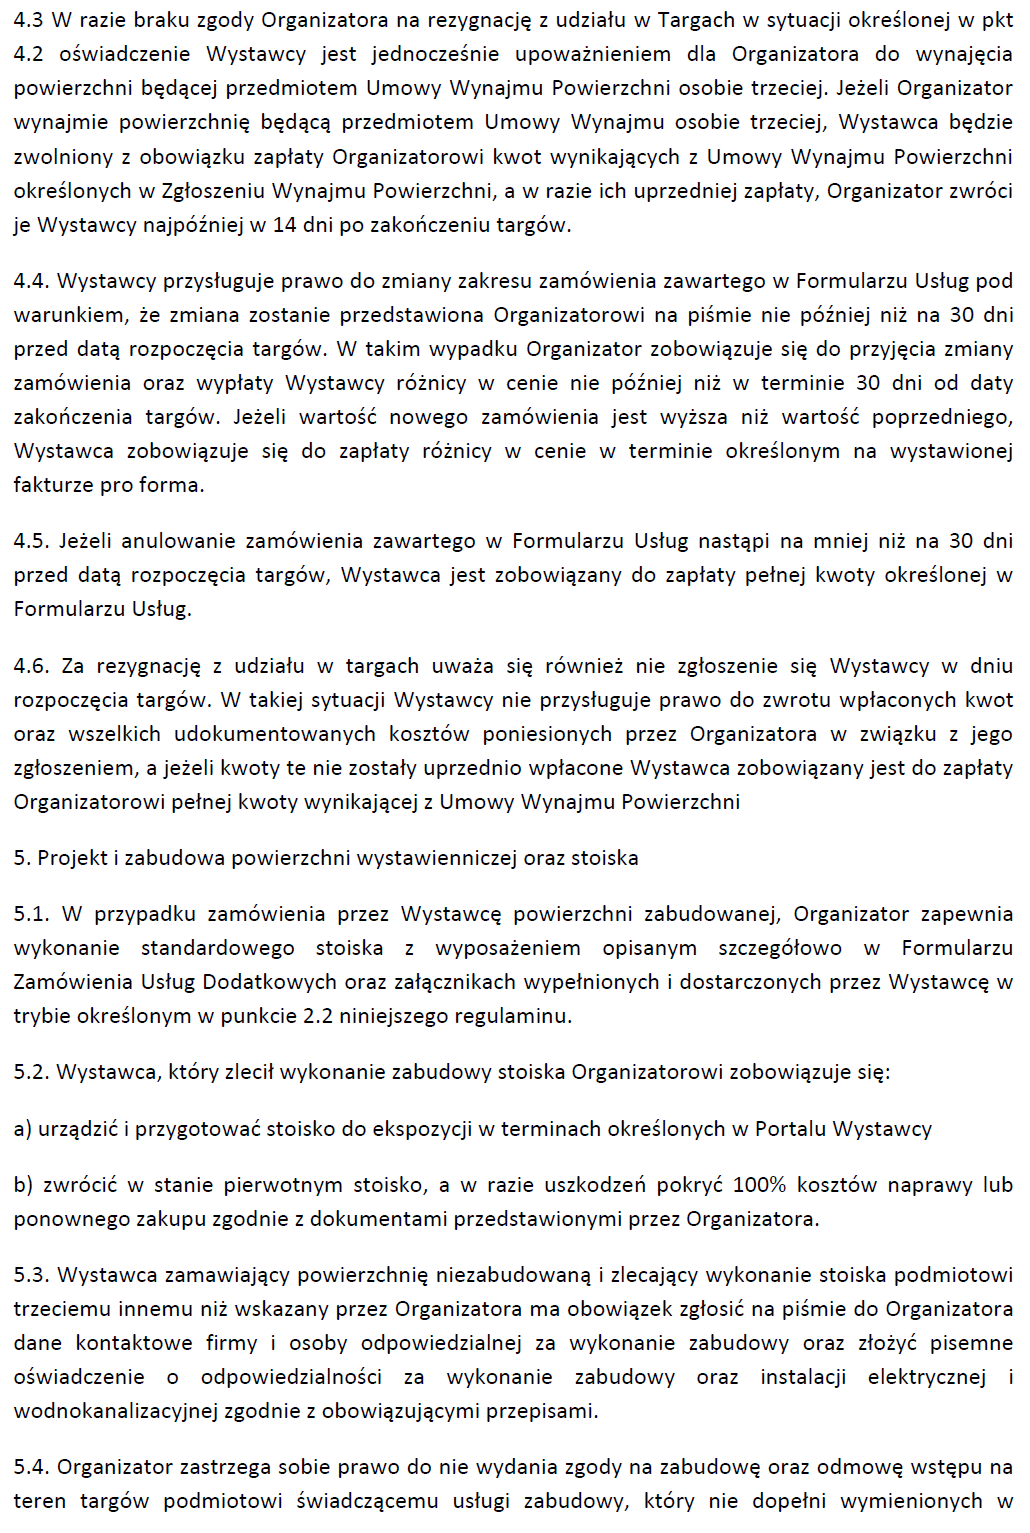 4.3 W razie braku zgody Organizatora na rezygnację z udziału w Targach w sytuacji określonej w pkt
4.2 oświadczenie Wystawcy jest jednocześnie upoważnieniem dla Organizatora do wynajęcia
powierzchni będącej przedmiotem Umowy Wynajmu Powierzchni osobie trzeciej. Jeżeli Organizator
wynajmie powierzchnię będącą przedmiotem Umowy Wynajmu osobie trzeciej, Wystawca będzie
zwolniony z obowiązku zapłaty Organizatorowi kwot wynikających z Umowy Wynajmu Powierzchni
określonych w Zgłoszeniu Wynajmu Powierzchni, a w razie ich uprzedniej zapłaty, Organizator zwróci
je Wystawcy najpóźniej w 14 dni po zakończeniu targów.
4.4. Wystawcy przysługuje prawo do zmiany zakresu zamówienia zawartego w Formularzu Usług pod
warunkiem, że zmiana zostanie przedstawiona Organizatorowi na piśmie nie później niż na 30 dni
przed datą rozpoczęcia targów. W takim wypadku Organizator zobowiązuje się do przyjęcia zmiany
zamówienia oraz wypłaty Wystawcy różnicy w cenie nie później niż w terminie 30 dni od daty
zakończenia targów. Jeżeli wartość nowego zamówienia jest wyższa niż wartość poprzedniego,
Wystawca zobowiązuje się do zapłaty różnicy w cenie w terminie określonym na wystawionej
fakturze pro forma.
4.5. Jeżeli anulowanie zamówienia zawartego w Formularzu Usług nastąpi na mniej niż na 30 dni
przed datą rozpoczęcia targów, Wystawca jest zobowiązany do zapłaty pełnej kwoty określonej w
Formularzu Usług.
4.6. Za rezygnację z udziału w targach uważa się również nie zgłoszenie się Wystawcy w dniu
rozpoczęcia targów. W takiej sytuacji Wystawcy nie przysługuje prawo do zwrotu wpłaconych kwot
oraz wszelkich udokumentowanych kosztów poniesionych przez Organizatora w związku z jego
zgłoszeniem, a jeżeli kwoty te nie zostały uprzednio wpłacone Wystawca zobowiązany jest do zapłaty
Organizatorowi pełnej kwoty wynikającej z Umowy Wynajmu Powierzchni
5. Projekt i zabudowa powierzchni wystawienniczej oraz stoiska
5.1. W przypadku zamówienia przez Wystawcę powierzchni zabudowanej, Organizator zapewnia
wykonanie standardowego stoiska z wyposażeniem opisanym szczegółowo w Formularzu
Zamówienia Usług Dodatkowych oraz załącznikach wypełnionych i dostarczonych przez Wystawcę w
trybie określonym w punkcie 2.2 niniejszego regulaminu.
5.2. Wystawca, który zlecił wykonanie zabudowy stoiska Organizatorowi zobowiązuje się:
a) urządzić i przygotować stoisko do ekspozycji w terminach określonych w Portalu Wystawcy
b) zwrócić w stanie pierwotnym stoisko, a w razie uszkodzeń pokryć 100% kosztów naprawy lub
ponownego zakupu zgodnie z dokumentami przedstawionymi przez Organizatora.
5.3. Wystawca zamawiający powierzchnię niezabudowaną i zlecający wykonanie stoiska podmiotowi
trzeciemu innemu niż wskazany przez Organizatora ma obowiązek zgłosić na piśmie do Organizatora
dane kontaktowe firmy i osoby odpowiedzialnej za wykonanie zabudowy oraz złożyć pisemne
oświadczenie o odpowiedzialności za wykonanie zabudowy oraz instalacji elektrycznej i
wodnokanalizacyjnej zgodnie z obowiązującymi przepisami.
5.4. Organizator zastrzega sobie prawo do nie wydania zgody na zabudowę oraz odmowę wstępu na
teren targów podmiotowi świadczącemu usługi zabudowy, który nie dopełni wymienionych w